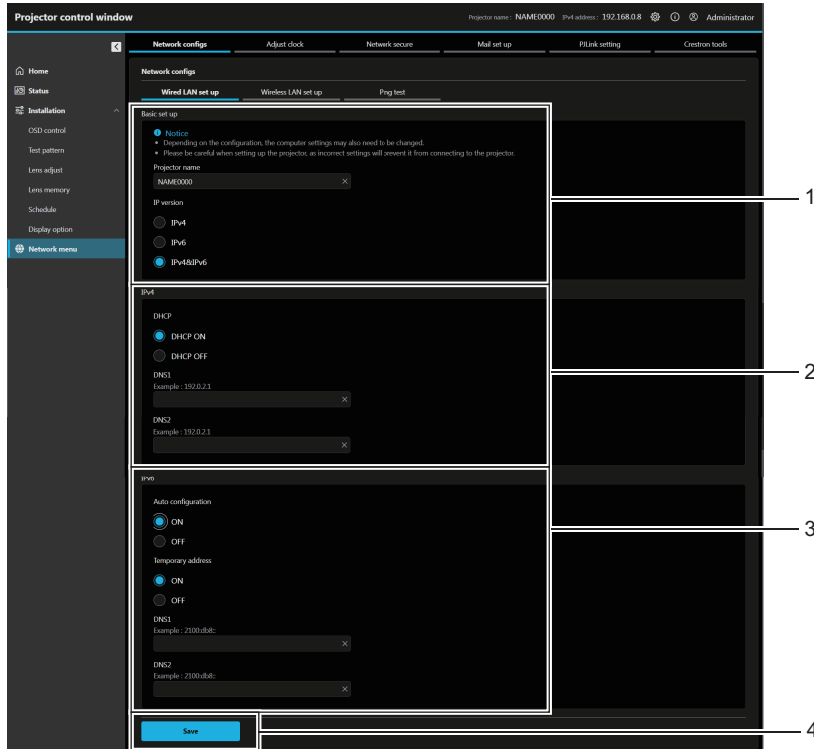 Projector control window
Projector name : NAME0000 IPv4 address : 192.168.0.8 Administrator
Network configs Adjust clock Network secure Mail set up PJLink setting Crestron tools
Home
Status
Installation
OSD control
Test pattern
Lens adjust
Lens memory
Schedule
Display option
Network menu
Network configs
Wired LAN set up Wireless LAN set up Png test
Basic set up
Notice
• Depending on the configuration, the computer settings may also need to be changed.
• Please be careful when setting up the projector, as incorrect settings will prevent it from connecting to the projector.
Projector name
NAME0000
IP version
IPv4
IPv6
IPv4&IPv6
1
IPv4
DHCP
DHCP ON
DHCP OFF
DNS1
Example : 192.0.2.1
DNS2
Example : 192.0.2.1
2
IPv6
Auto configuration
ON
OFF
Temporary address
ON
OFF
DNS1
Example : 2100:db8::
DNS2
Example : 2100:db8::
3
Save
4